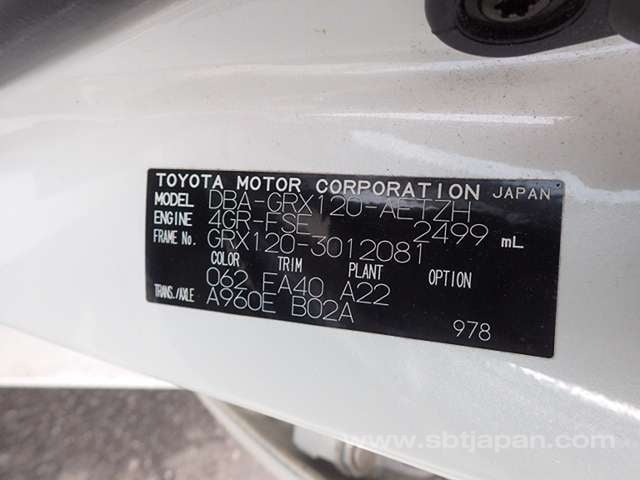 TOYOTA MOTOR CORPORATION JAPAN
MODEL DBA-GRX120-AETZH
ENGINE 4GR-FSE 2499 mL
FRAME No. GRX120-3012081
COLOR TRIM PLANT OPTION
062 EA40 A22
TRANS./AXLE A960E B02A
978
www.sbtjapan.com